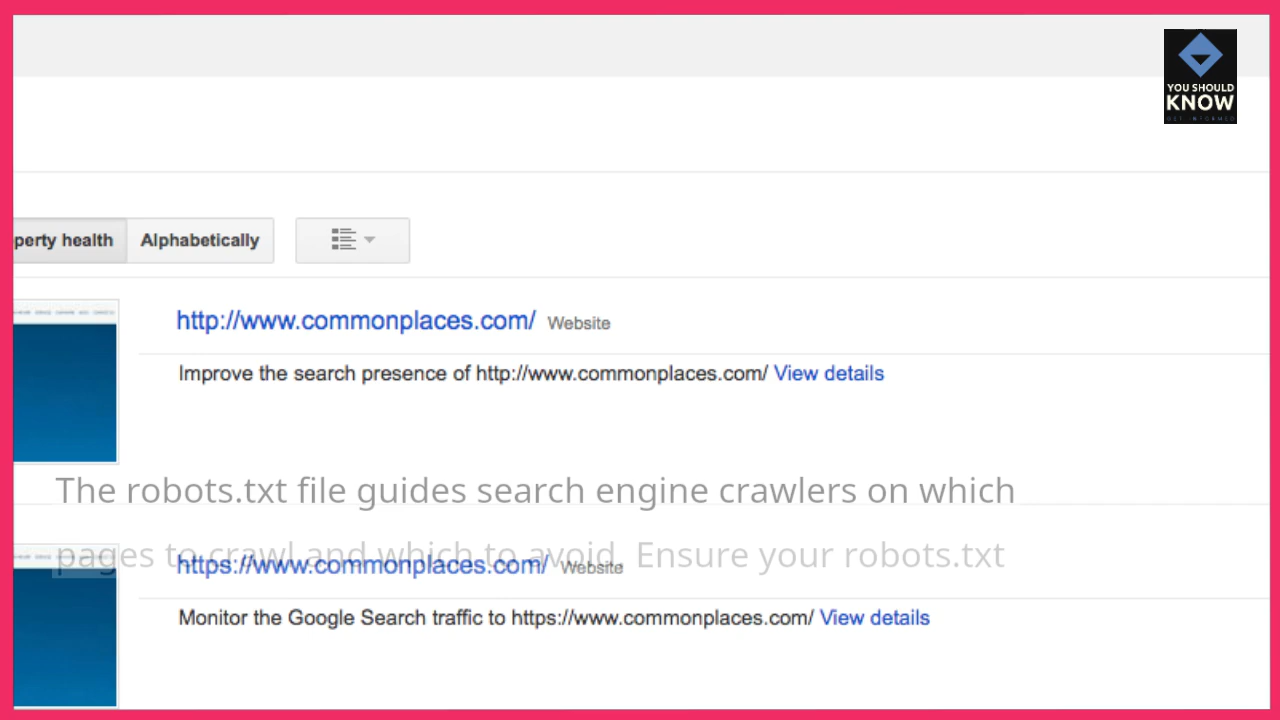 YOU SHOULD
KNOW
GET INFORMED
perty health
Alphabetically
http://www.commonplaces.com/ Website
Improve the search presence of http://www.commonplaces.com/ View details
The robots.txt file guides search engine crawlers on which
pages to crawl and which to avoid. Ensure your robots.txt
https://www.commonplaces.com/ Website
Monitor the Google Search traffic to https://www.commonplaces.com/ View details